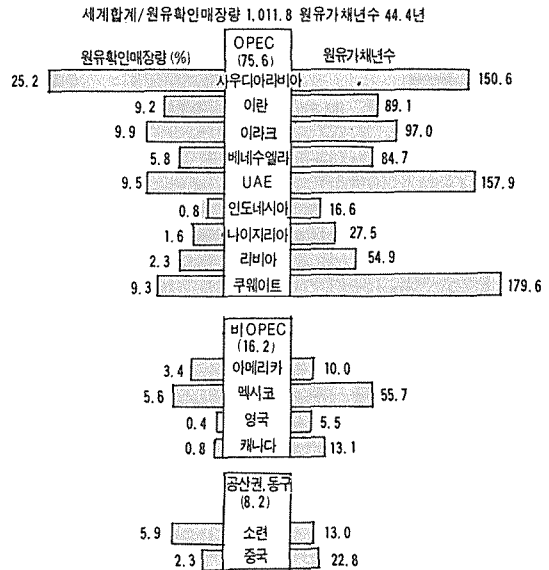 세계합계/원유확인매장량 1,011.8 원유가채년수 44.4년
원유확인매장량 (%) OPEC (75.6) 원유가채년수
25.2 사우디아라비아 150.6
9.2 이란 89.1
9.9 이라크 97.0
5.8 베네수엘라 84.7
9.5 UAE 157.9
0.8 인도네시아 16.6
1.6 나이지리아 27.5
2.3 리비아 54.9
9.3 쿠웨이트 179.6
비OPEC
(16.2)
3.4 아메리카 10.0
5.6 멕시코 55.7
0.4 영국 5.5
0.8 캐나다 13.1
공산권, 동구
(8.2)
5.9 소련 13.0
2.3 중국 22.8